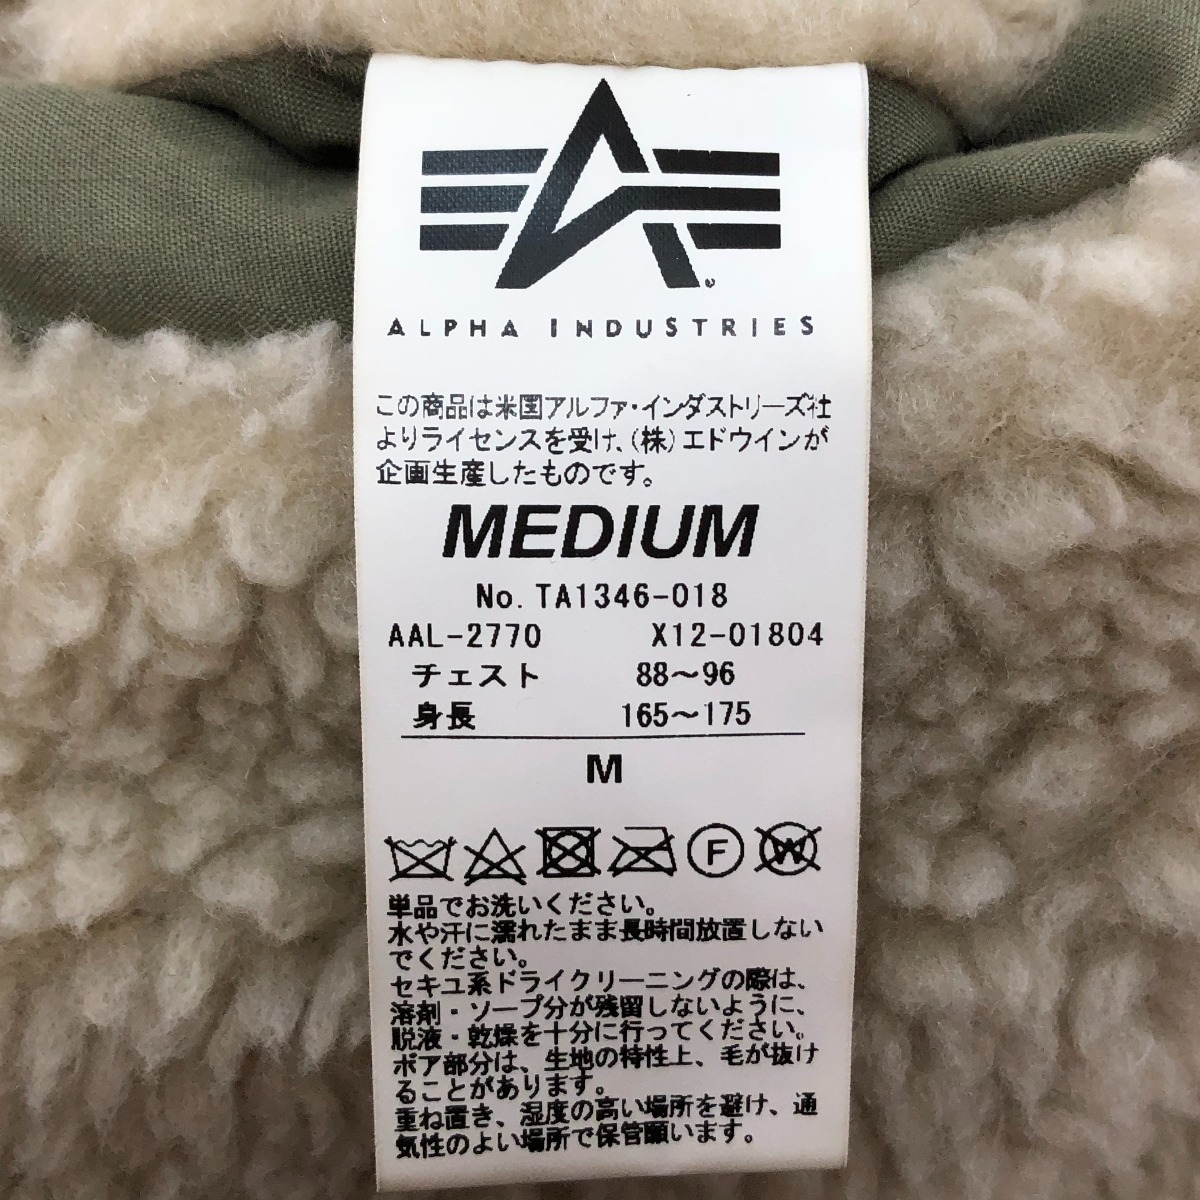 ALPHA INDUSTRIES
この商品は米国アルファ・インダストリーズ社
よりライセンスを受け、(株)エドウインが
企画生産したものです。
MEDIUM
No. TA1346-018
AAL-2770 X12-01804
チェスト 88～96
身長 165～175
M
F W
単品でお洗いください。
水や汗に濡れたまま長時間放置しない
でください。
セキユ系ドライクリーニングの際は、
溶剤・ソープ分が残留しないように、
脱液・乾燥を十分に行ってください。
ボア部分は、生地の特性上、毛が抜け
ることがあります。
重ね置き、湿度の高い場所を避け、通
気性のよい場所で保管願います。